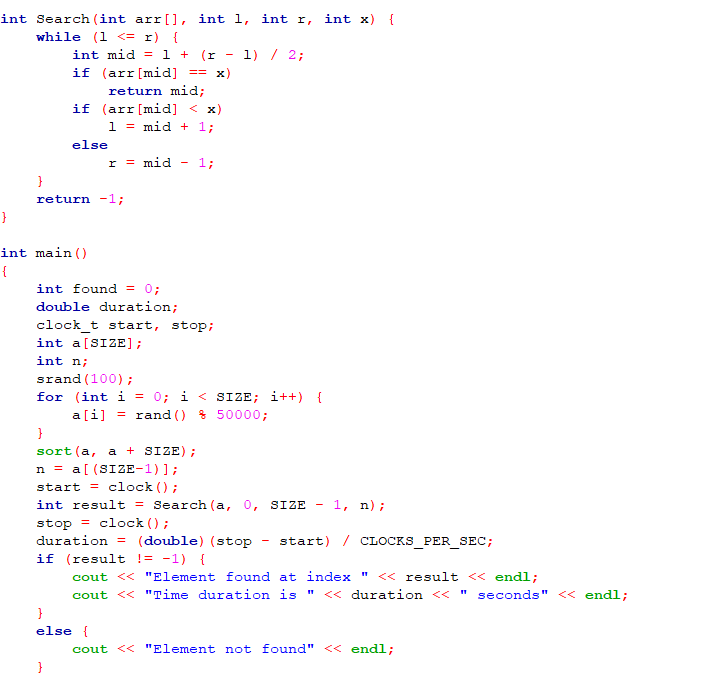 int Search(int arr[], int l, int r, int x) {
    while (l <= r) {
        int mid = l + (r - l) / 2;
        if (arr[mid] == x)
            return mid;
        if (arr[mid] < x)
            l = mid + 1;
        else
            r = mid - 1;
    }
    return -1;
}

int main()
{
    int found = 0;
    double duration;
    clock_t start, stop;
    int a[SIZE];
    int n;
    srand(100);
    for (int i = 0; i < SIZE; i++) {
        a[i] = rand() % 50000;
    }
    sort(a, a + SIZE);
    n = a[(SIZE-1)];
    start = clock();
    int result = Search(a, 0, SIZE - 1, n);
    stop = clock();
    duration = (double)(stop - start) / CLOCKS_PER_SEC;
    if (result != -1) {
        cout << "Element found at index " << result << endl;
        cout << "Time duration is " << duration << " seconds" << endl;
    }
    else {
        cout << "Element not found" << endl;
    }